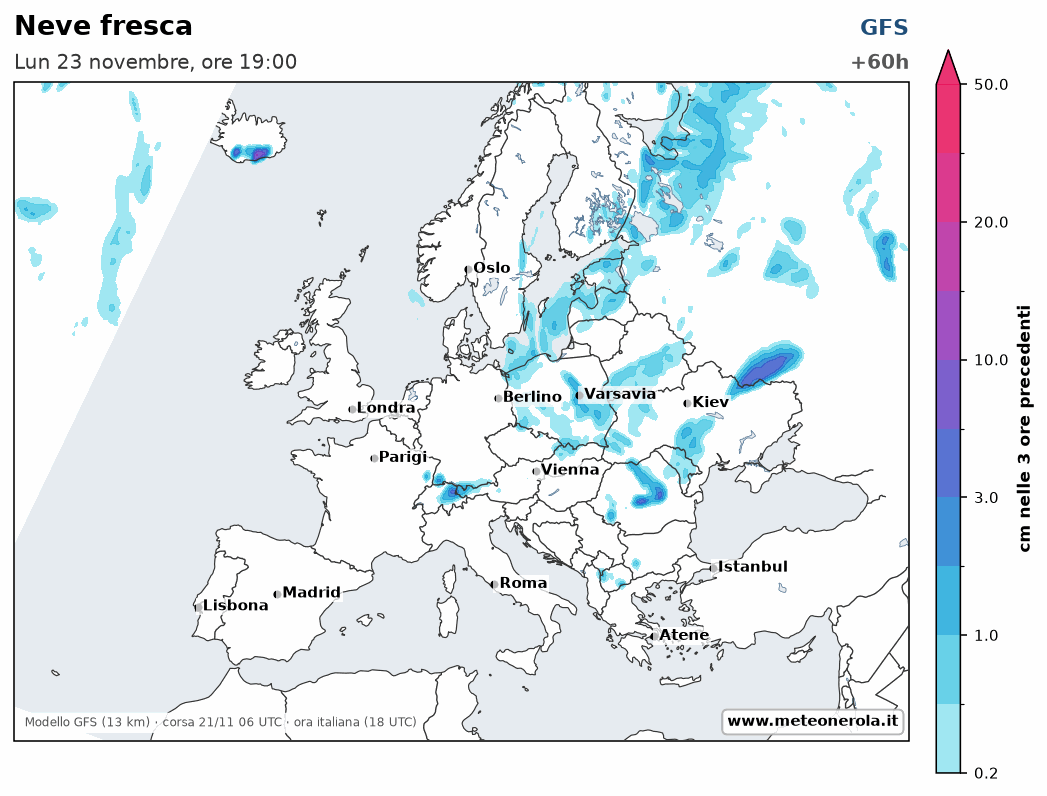 Neve fresca
GFS
Lun 23 novembre, ore 19:00
+60h
50.0
20.0
10.0
3.0
1.0
0.2
cm nelle 3 ore precedenti
Oslo
Berlino
Varsavia
Kiev
Londra
Parigi
Vienna
Istanbul
Roma
Madrid
Lisbona
Atene
Modello GFS (13 km) · corsa 21/11 06 UTC · ora italiana (18 UTC)
www.meteonerola.it